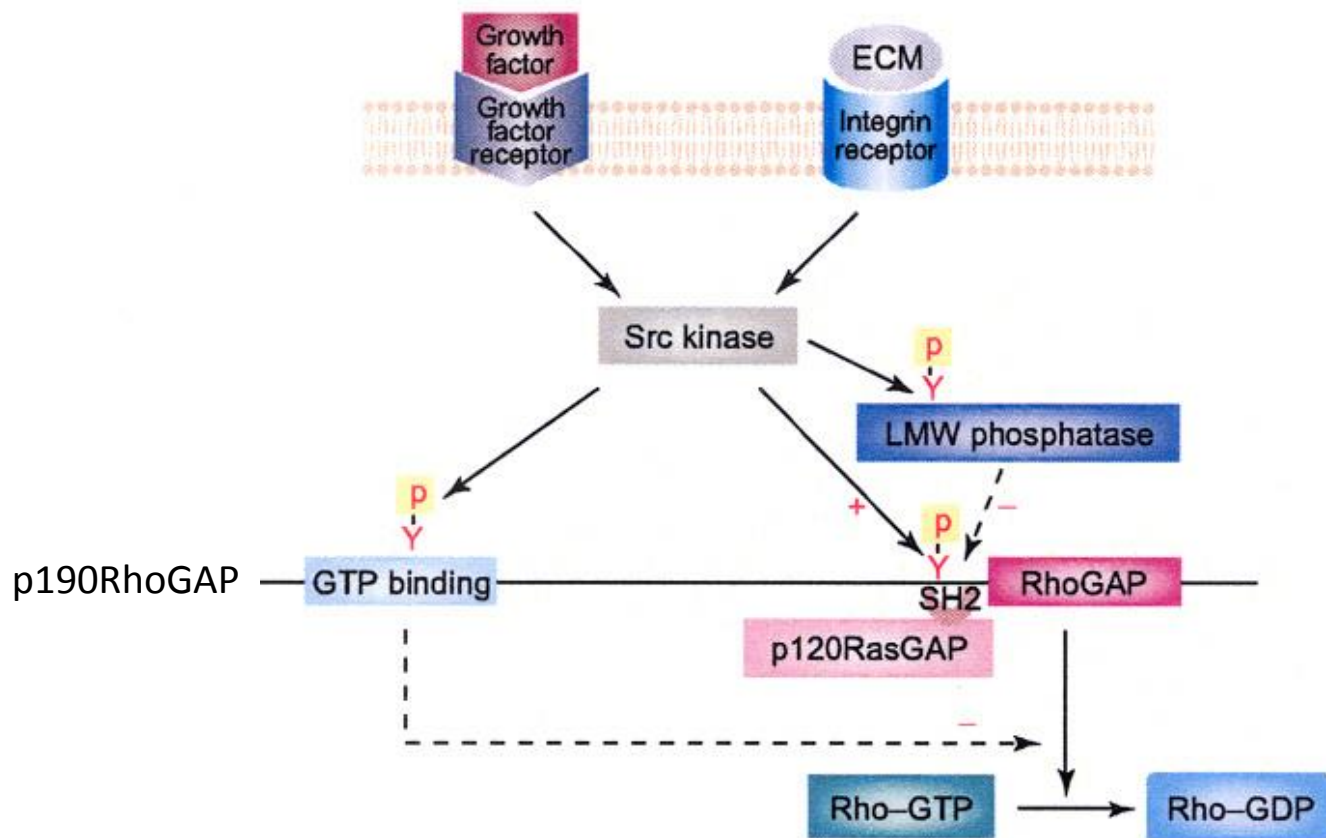 Growth
factor
ECM
Growth
factor
receptor
Integrin
receptor
Src kinase
p
Y
LMW phosphatase
p
Y
+
p
Y
–
p190RhoGAP
GTP binding
SH2
RhoGAP
p120RasGAP
–
Rho–GTP
Rho–GDP